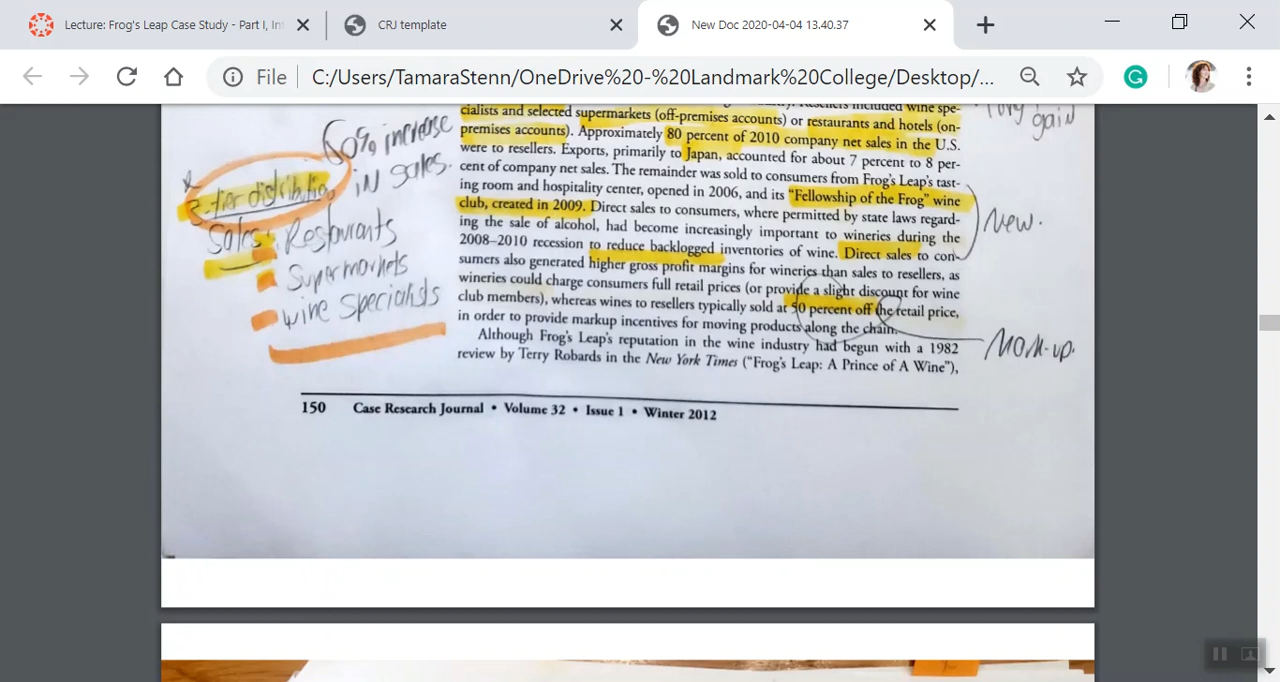 Lecture: Frog's Leap Case Study - Part I, Int
CRJ template
New Doc 2020-04-04 13.40.37
File
C:/Users/TamaraStenn/OneDrive%20-%20Landmark%20College/Desktop/...
cialists and selected supermarkets (off-premises accounts) or restaurants and hotels (on-
premises accounts). Approximately 80 percent of 2010 company net sales in the U.S.
were to resellers. Exports, primarily to Japan, accounted for about 7 percent to 8 per-
cent of company net sales. The remainder was sold to consumers from Frog's Leap's tast-
ing room and hospitality center, opened in 2006, and its "Fellowship of the Frog" wine
club, created in 2009. Direct sales to consumers, where permitted by state laws regard-
ing the sale of alcohol, had become increasingly important to wineries during the
2008–2010 recession to reduce backlogged inventories of wine. Direct sales to con-
sumers also generated higher gross profit margins for wineries than sales to resellers, as
wineries could charge consumers full retail prices (or provide a slight discount for wine
club members), whereas wines to resellers typically sold at 50 percent off the retail price,
in order to provide markup incentives for moving products along the chain.
Although Frog's Leap's reputation in the wine industry had begun with a 1982
review by Terry Robards in the New York Times ("Frog's Leap: A Prince of A Wine"),
60% increase
in sales.
3-tier distribution
Sales
Restaurants
Supermarkets
wine specialists
gain
New.
Mark-up.
150 Case Research Journal • Volume 32 • Issue 1 • Winter 2012